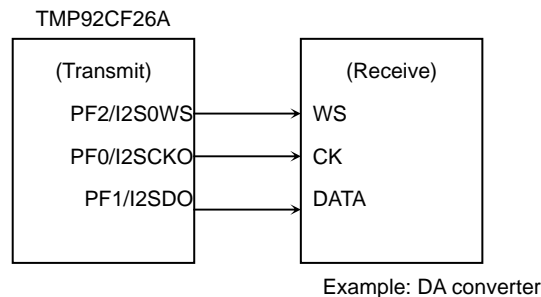 TMP92CF26A
(Transmit)
(Receive)
PF2/I2S0WS
WS
PF0/I2SCKO
CK
PF1/I2SDO
DATA
Example: DA converter